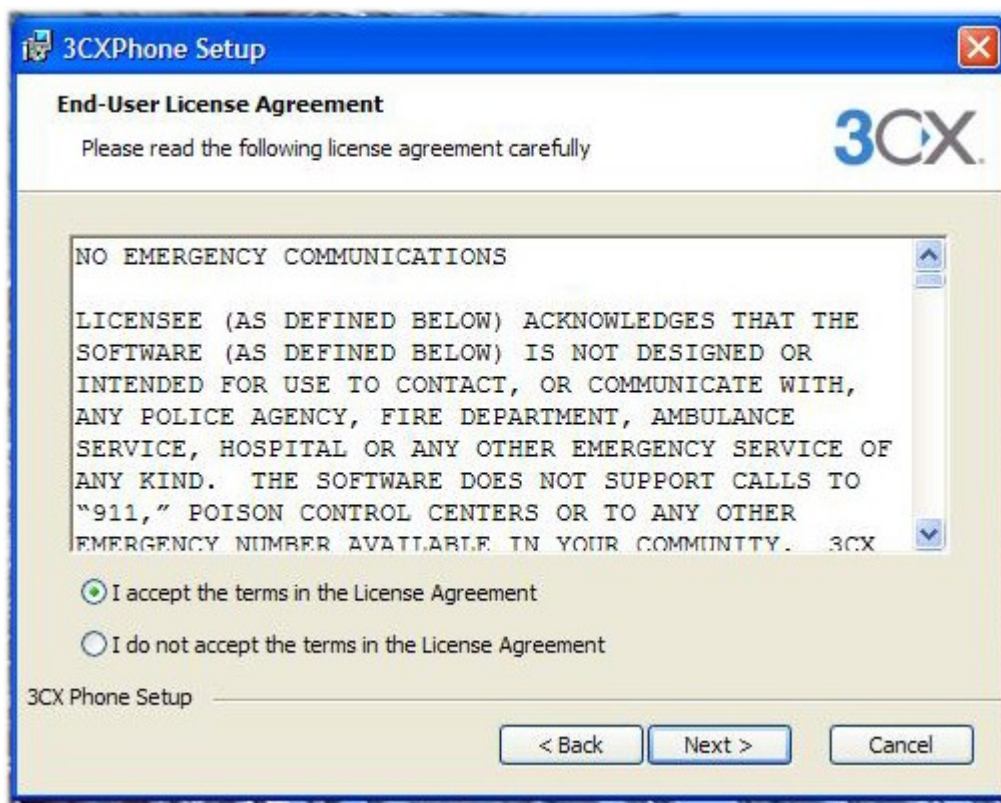 3CXPhone Setup
End-User License Agreement
Please read the following license agreement carefully
3CX.
NO EMERGENCY COMMUNICATIONS
LICENSEE (AS DEFINED BELOW) ACKNOWLEDGES THAT THE
SOFTWARE (AS DEFINED BELOW) IS NOT DESIGNED OR
INTENDED FOR USE TO CONTACT, OR COMMUNICATE WITH,
ANY POLICE AGENCY, FIRE DEPARTMENT, AMBULANCE
SERVICE, HOSPITAL OR ANY OTHER EMERGENCY SERVICE OF
ANY KIND.  THE SOFTWARE DOES NOT SUPPORT CALLS TO
“911,” POISON CONTROL CENTERS OR TO ANY OTHER
EMERGENCY NUMBER AVAILABLE IN YOUR COMMUNITY.  3CX
I accept the terms in the License Agreement
I do not accept the terms in the License Agreement
3CX Phone Setup
< Back
Next >
Cancel